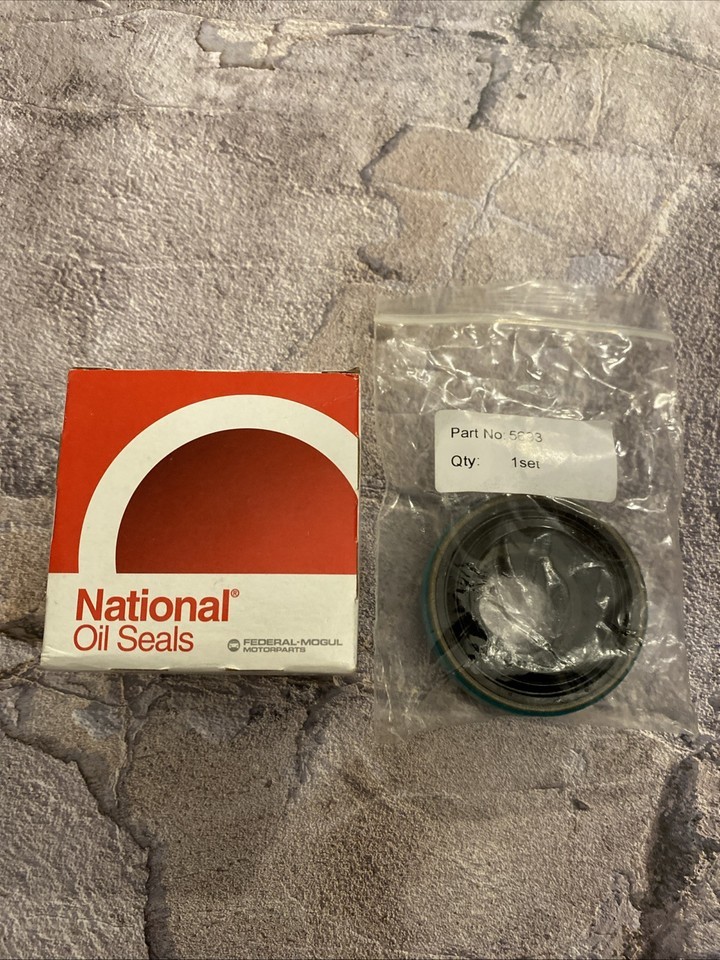 National®
Oil Seals
FEDERAL-MOGUL
MOTORPARTS
Part No:
Qty: 1set